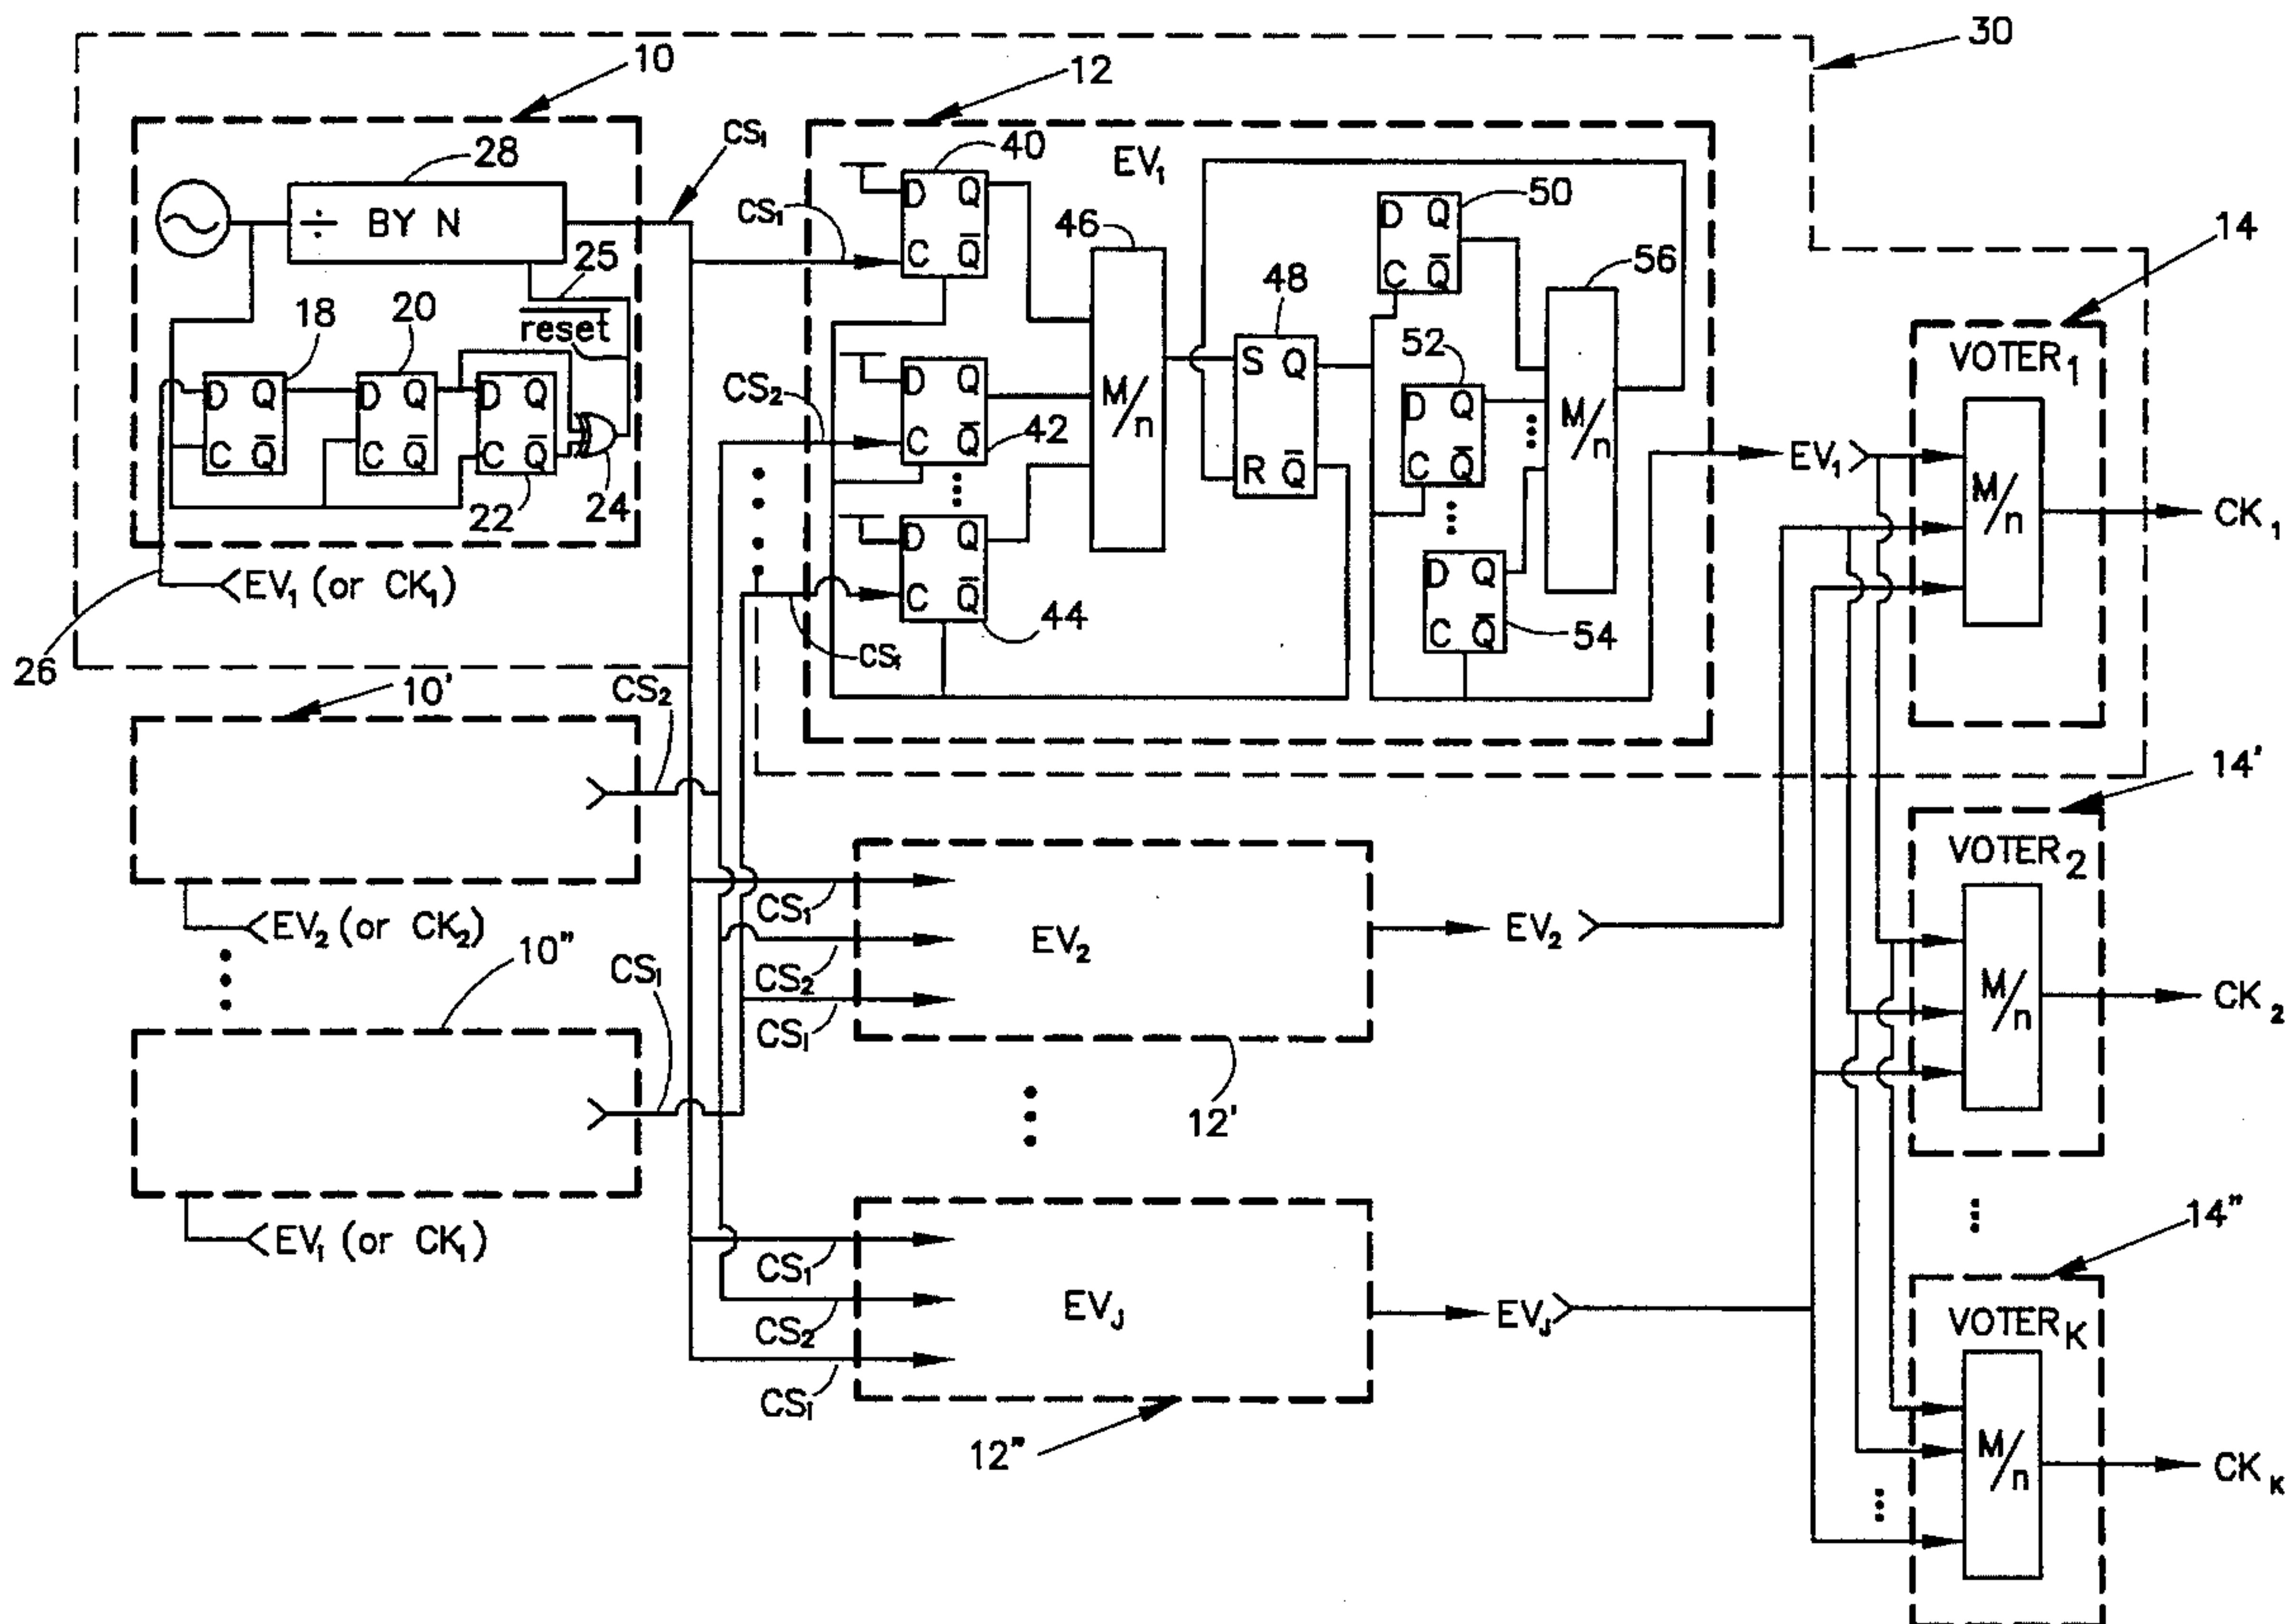 30
10
12
CS₁
28
÷ BY N
25
reset
18
20
D Q
C Q̅
D Q
C Q̅
D Q
C Q̅
22
24
26
EV₁ (or CK₁)
CS₁
CS₂
CSᵢ
EV₁
40
D Q
C Q̅
D Q
C Q̅
42
D Q
C Q̅
44
46
M/n
48
S Q
R Q̅
50
D Q
C Q̅
52
D Q
C Q̅
54
D Q
C Q̅
56
M/n
EV₁
14
VOTER₁
M/n
CK₁
10'
CS₂
EV₂ (or CK₂)
10"
CSᵢ
EVᵢ (or CKᵢ)
CS₁
CS₂
CSᵢ
EV₂
12'
EV₂
14'
VOTER₂
M/n
CK₂
CS₁
CS₂
CSᵢ
EVⱼ
12"
EVⱼ
14"
VOTER_K
M/n
CK_K